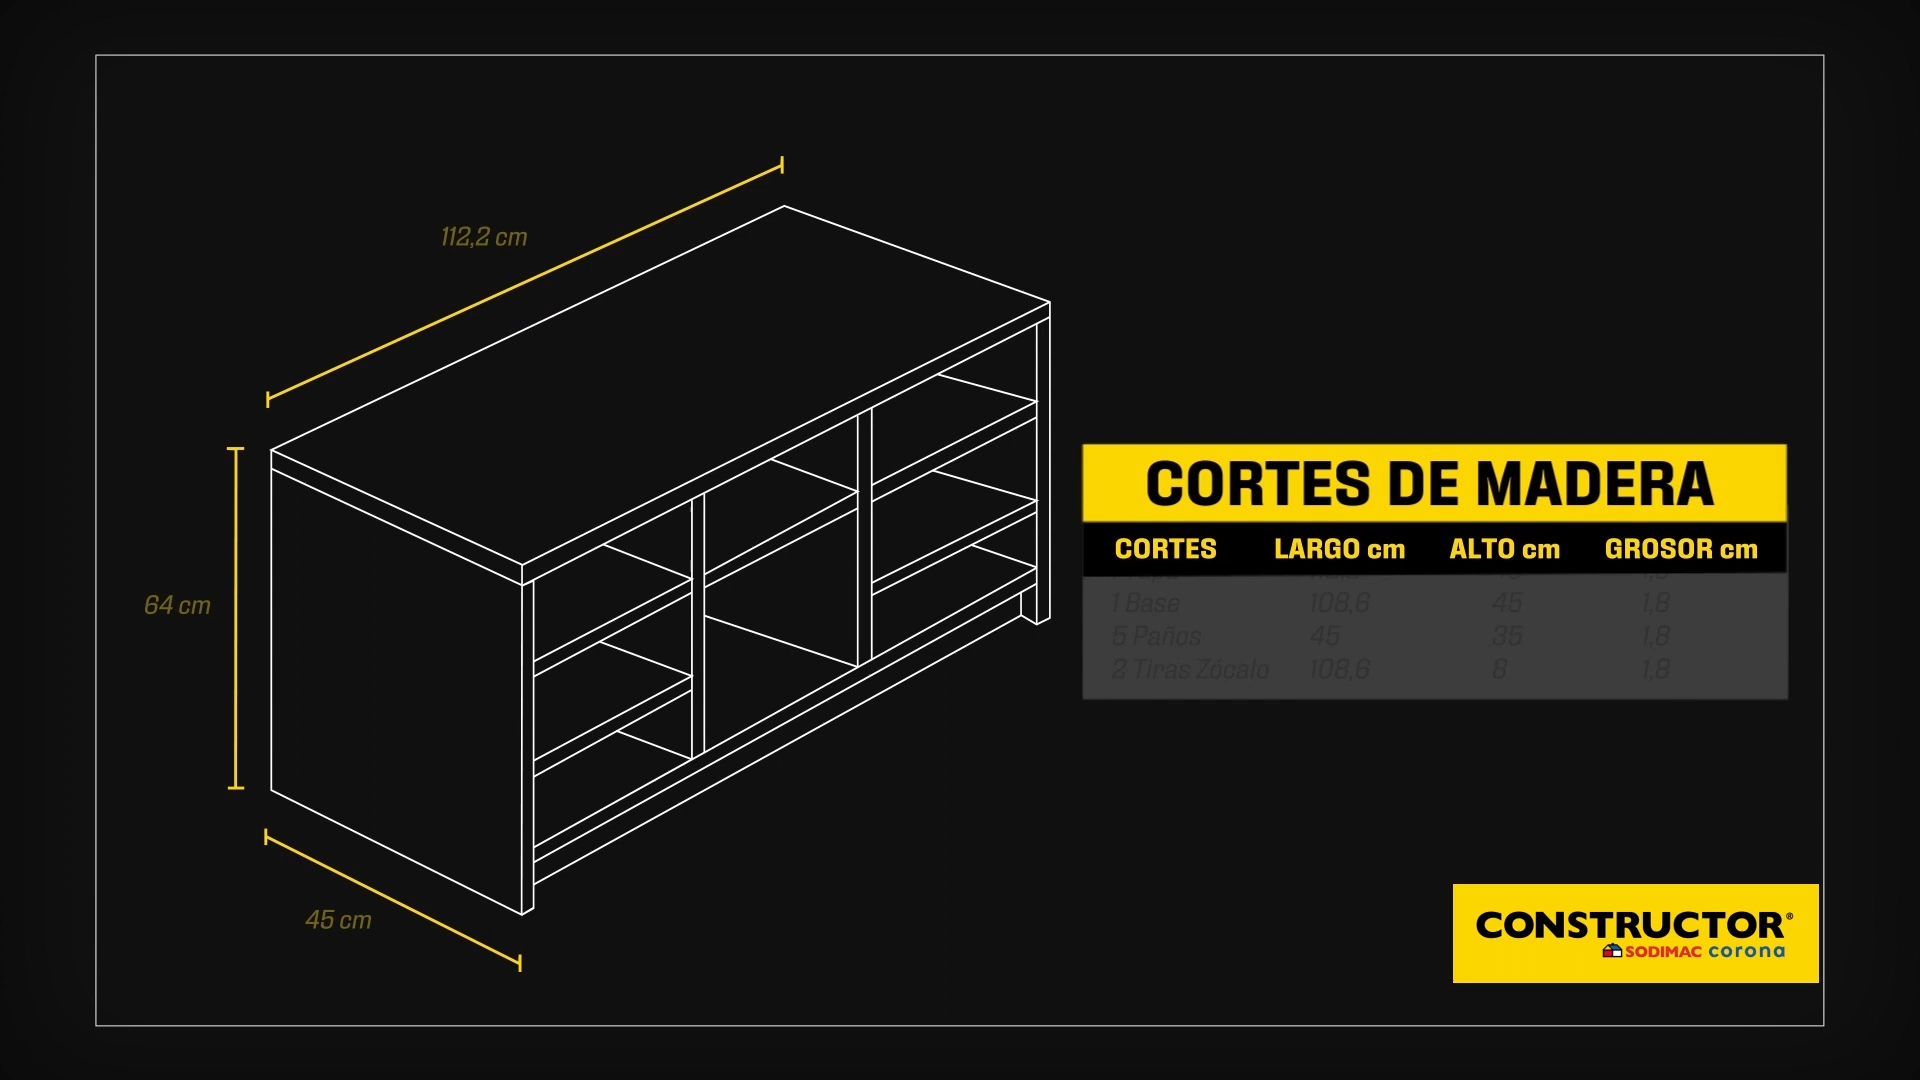 112,2 cm
64 cm
45 cm
CORTES DE MADERA
CORTES LARGO cm ALTO cm GROSOR cm
1 Base 108,6 45 1,8
5 Paños 45 35 1,8
2 Tiras Zócalo 108,6 8 1,8
CONSTRUCTOR®
SODIMAC corona